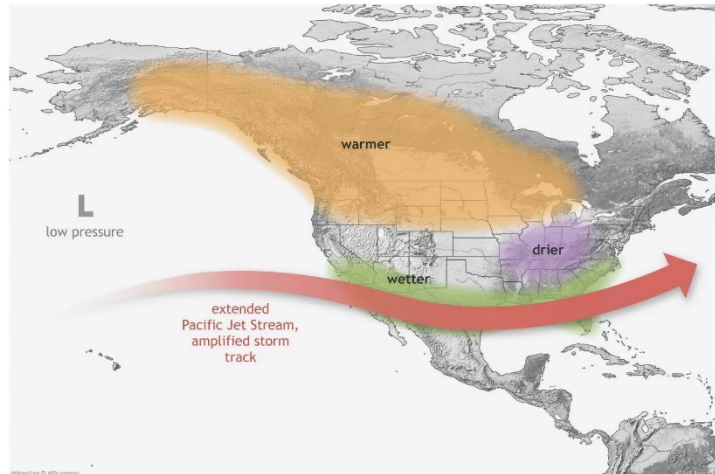 warmer
L
low pressure
drier
wetter
extended
Pacific Jet Stream,
amplified storm
track